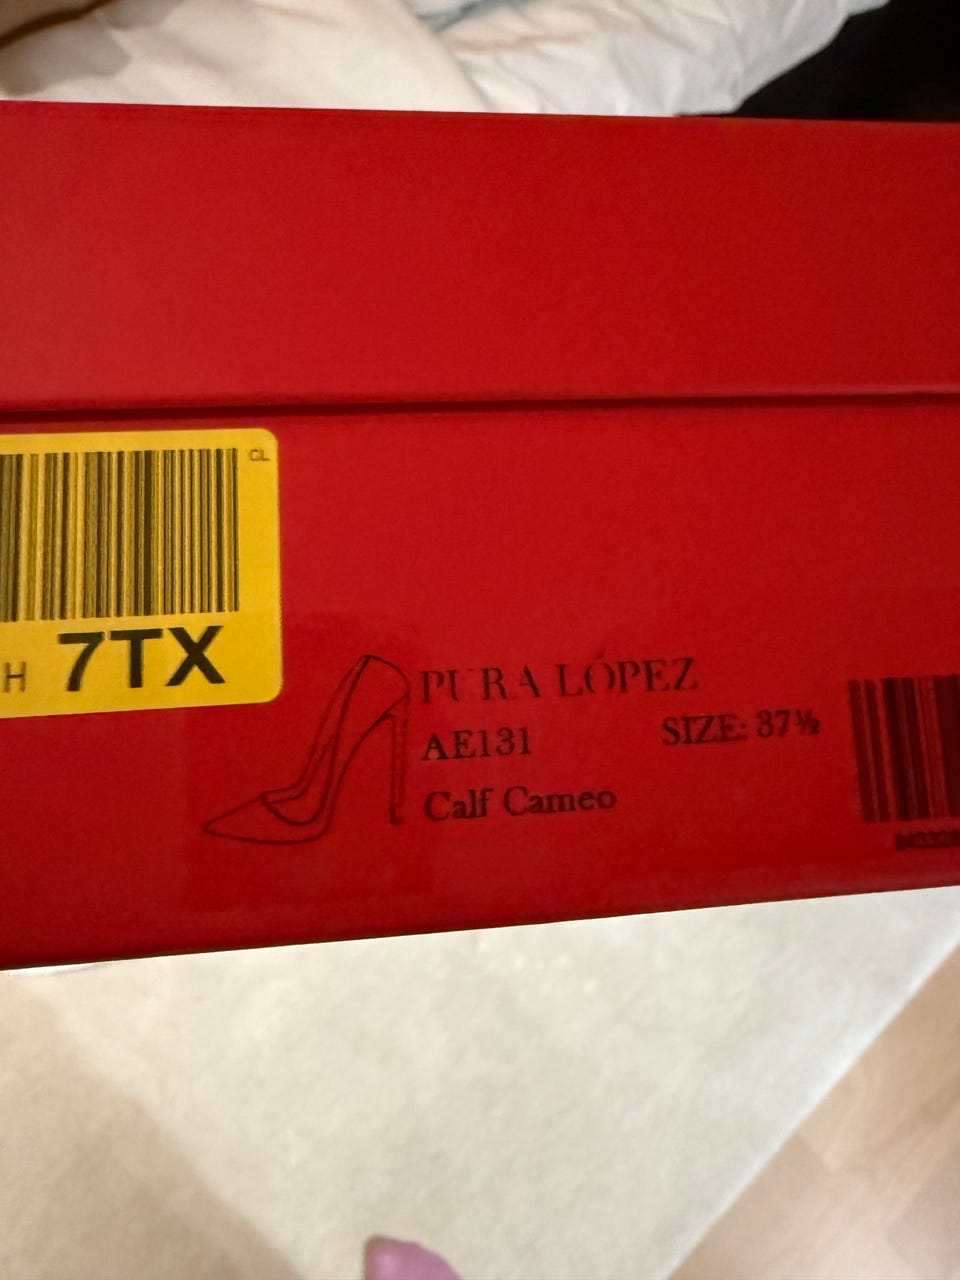 CL
H 7TX
PURA LÓPEZ
AE131 SIZE: 37½
Calf Cameo